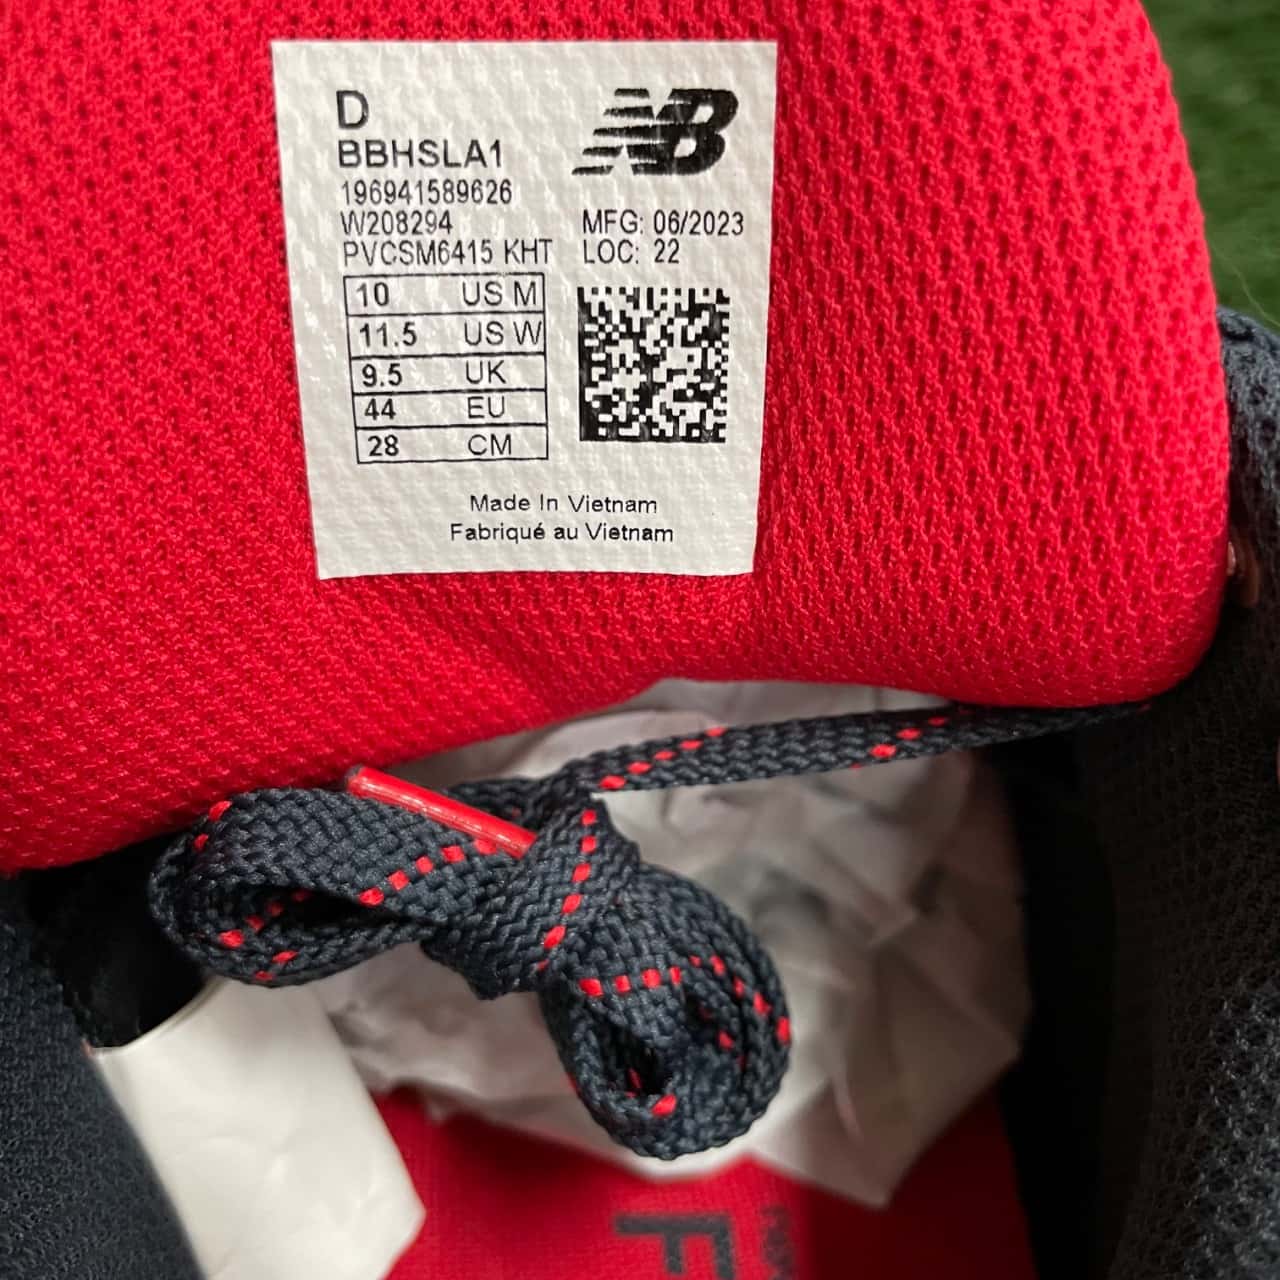 D
BBHSLA1
196941589626
W208294
PVCSM6415 KHT
NB
MFG: 06/2023
LOC: 22
10 US M
11.5 US W
9.5 UK
44 EU
28 CM
Made In Vietnam
Fabriqué au Vietnam
F